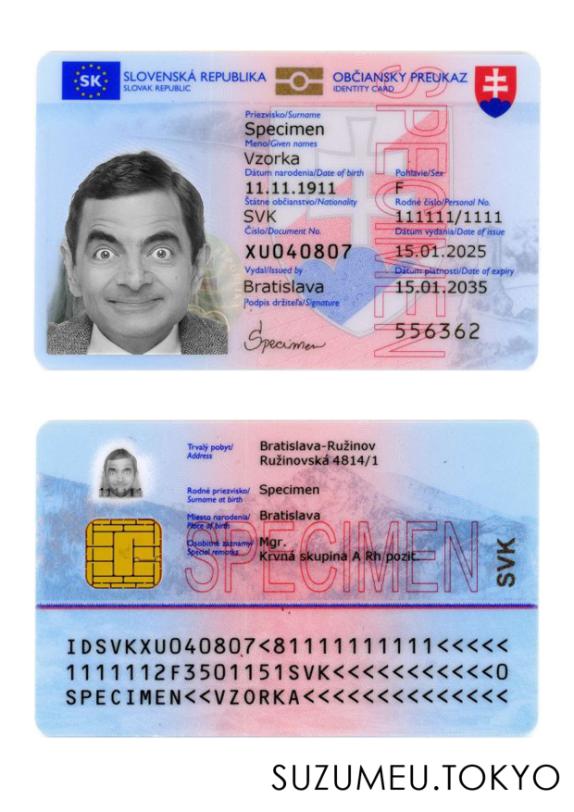 SK SLOVENSKÁ REPUBLIKA OBČIANSKY PREUKAZ
SLOVAK REPUBLIC IDENTITY CARD
Priezvisko/Surname
Specimen
Meno/Given names
Vzorka
Dátum narodenia/Date of birth Pohlavie/Sex
11.11.1911 F
Štátne občianstvo/Nationality Rodné číslo/Personal No.
SVK 111111/1111
Číslo/Document No. Dátum vydania/Date of issue
XU040807 15.01.2025
Vydal/Issued by Dátum platnosti/Date of expiry
Bratislava 15.01.2035
Podpis držiteľa/Signature
Specimen 556362
SPECIMEN
Trvalý pobyt/ Bratislava-Ružinov
Address Ružinovská 4814/1
Rodné priezvisko/ Specimen
Surname at birth
Miesto narodenia/ Bratislava
Place of birth
Osobitné záznamy/ Mgr.
Special remarks Krvná skupina A Rh pozit.
SPECIMEN
SVK
IDSVKXU040807<81111111111<<<<<
1111112F3501151SVK<<<<<<<<<<<0
SPECIMEN<<VZORKA<<<<<<<<<<<<<<
SUZUMEU.TOKYO